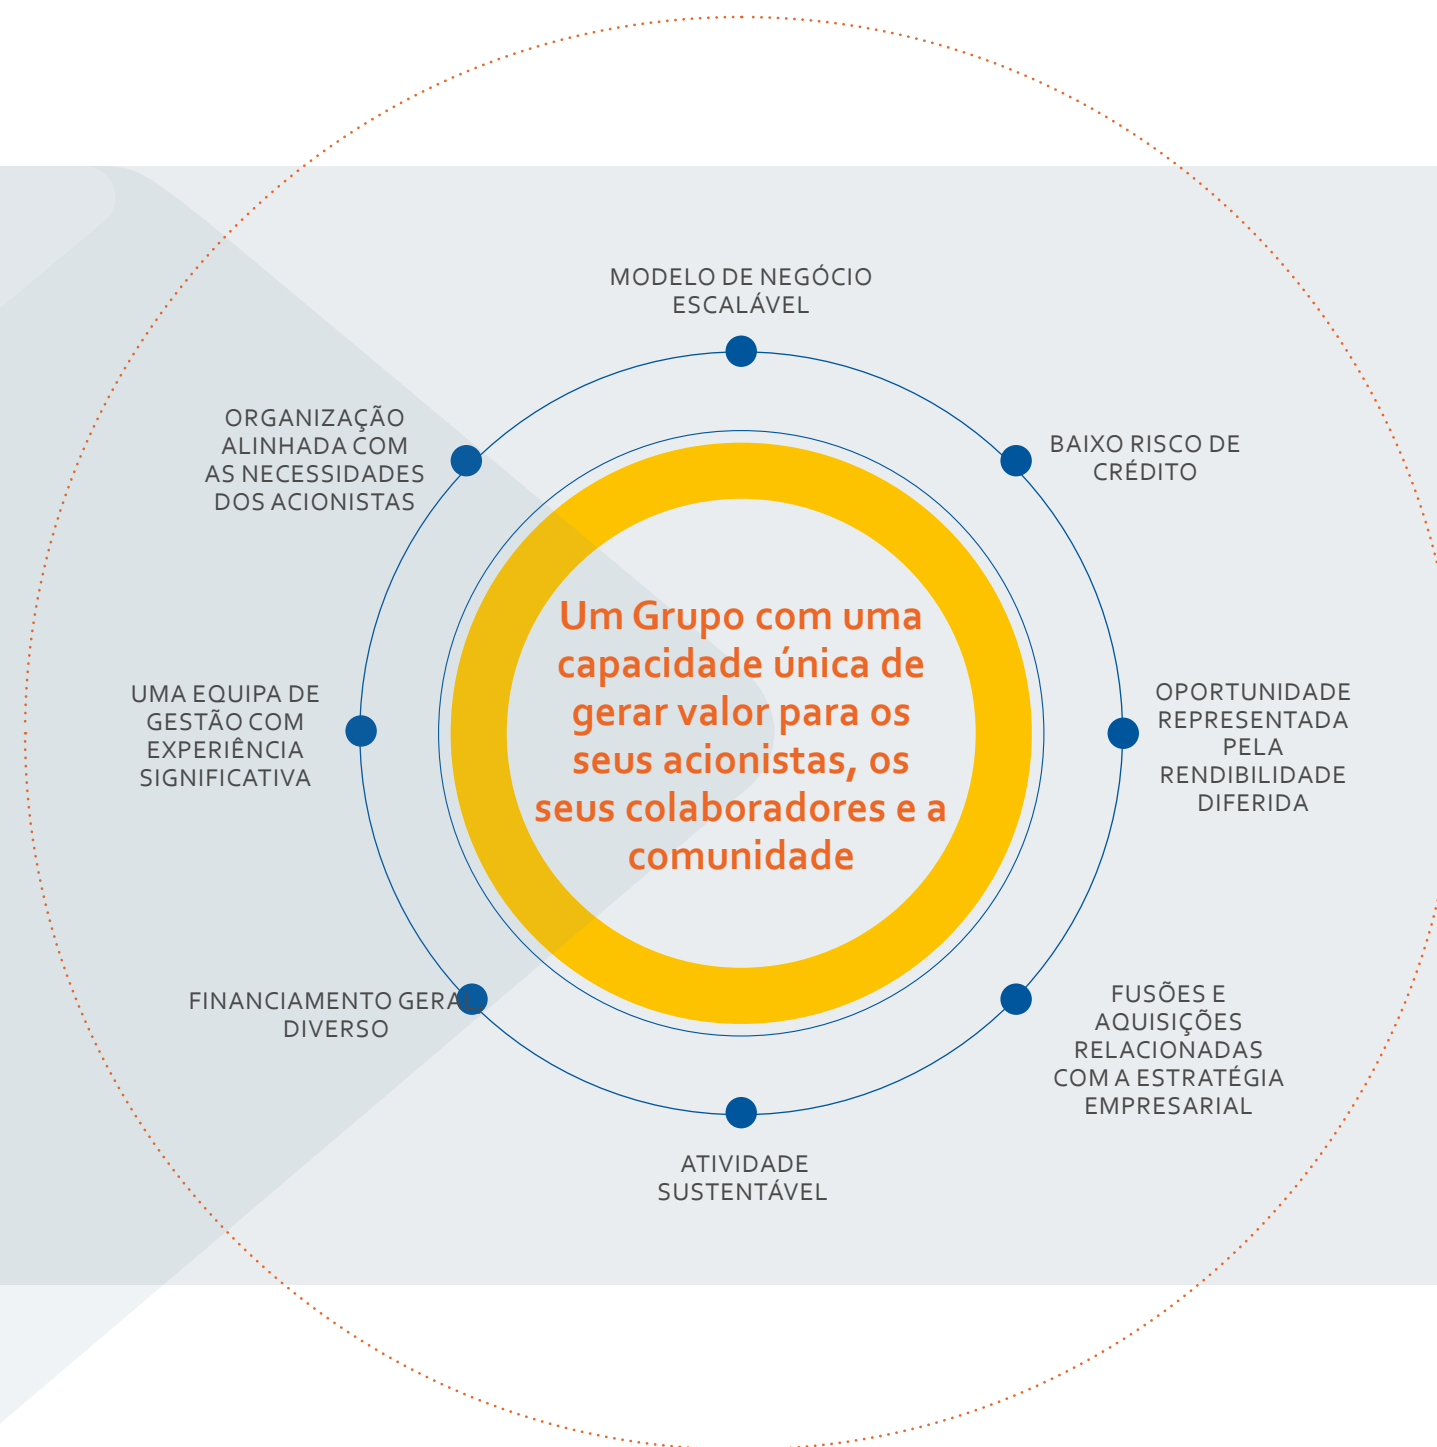 MODELO DE NEGÓCIO
ESCALÁVEL
BAIXO RISCO DE
CRÉDITO
OPORTUNIDADE
REPRESENTADA
PELA
RENDIBILIDADE
DIFERIDA
FUSÕES E
AQUISIÇÕES
RELACIONADAS
COM A ESTRATÉGIA
EMPRESARIAL
ATIVIDADE
SUSTENTÁVEL
FINANCIAMENTO GERAL,
DIVERSO
UMA EQUIPA DE
GESTÃO COM
EXPERIÊNCIA
SIGNIFICATIVA
ORGANIZAÇÃO
ALINHADA COM
AS NECESSIDADES
DOS ACIONISTAS
Um Grupo com uma
capacidade única de
gerar valor para os
seus acionistas, os
seus colaboradores e a
comunidade